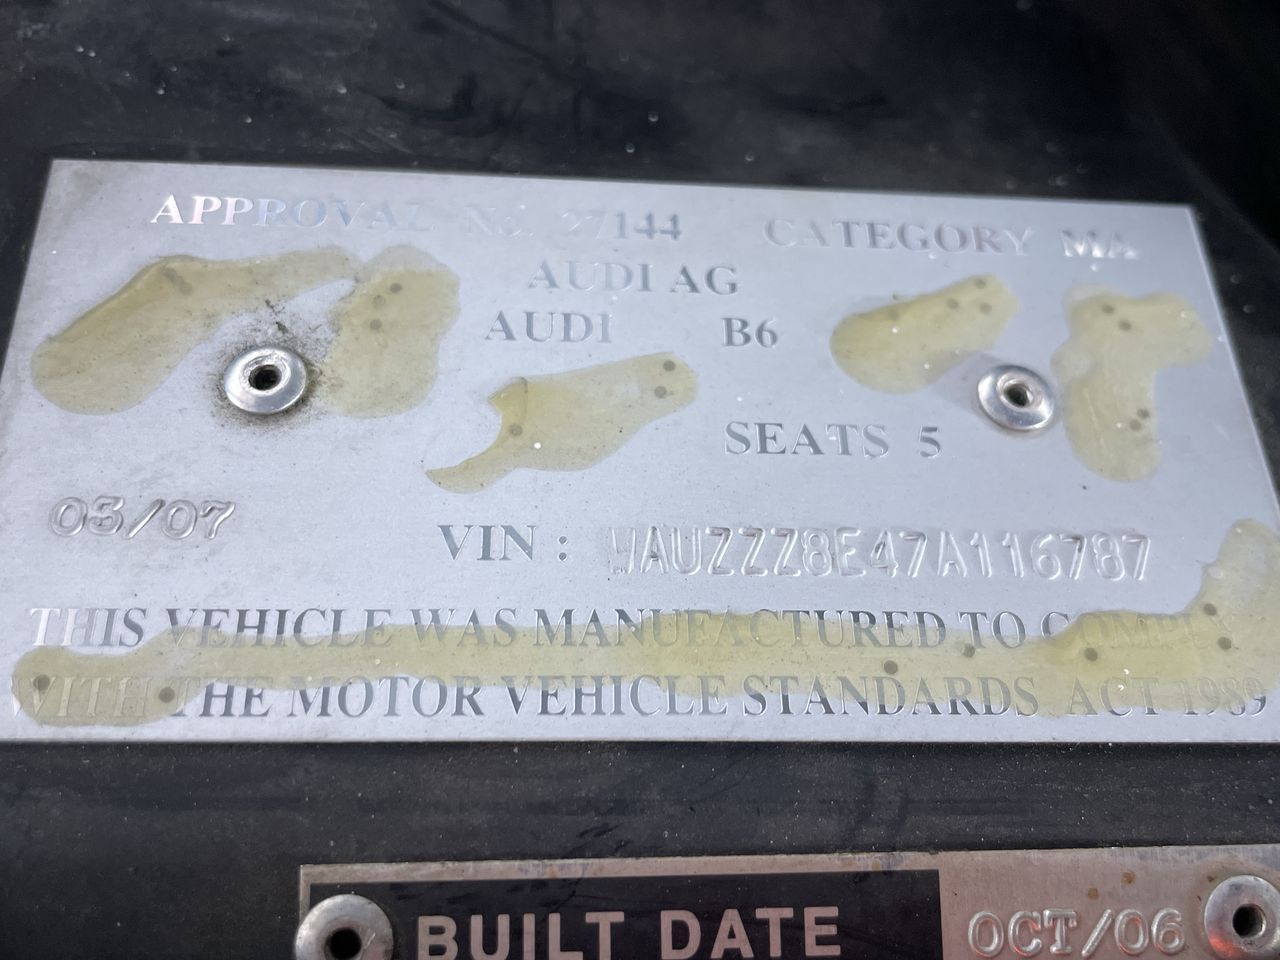 APPROVAL No. 27144 CATEGORY MA
AUDI AG
AUDI B6
SEATS 5
03/07
VIN : WAUZZZ8E47A116787
THIS VEHICLE WAS MANUFACTURED TO COMPLY
WITH THE MOTOR VEHICLE STANDARDS ACT 1989
BUILT DATE OCT/06